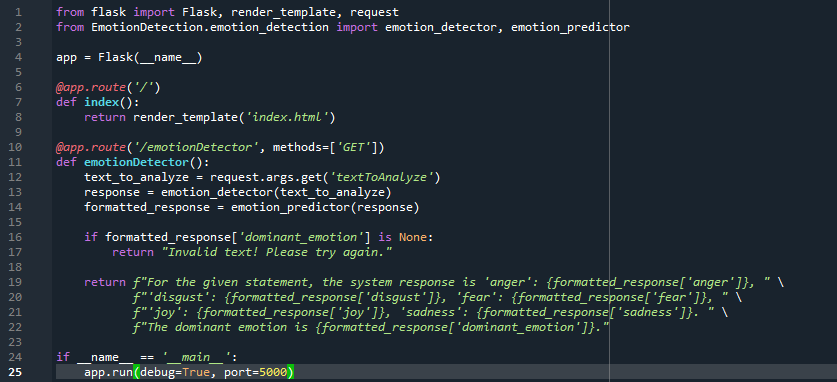 1 from flask import Flask, render_template, request
2 from EmotionDetection.emotion_detection import emotion_detector, emotion_predictor
3
4 app = Flask(__name__)
5
6 @app.route('/')
7 def index():
8     return render_template('index.html')
9
10 @app.route('/emotionDetector', methods=['GET'])
11 def emotionDetector():
12     text_to_analyze = request.args.get('textToAnalyze')
13     response = emotion_detector(text_to_analyze)
14     formatted_response = emotion_predictor(response)
15
16     if formatted_response['dominant_emotion'] is None:
17         return "Invalid text! Please try again."
18
19     return f"For the given statement, the system response is 'anger': {formatted_response['anger']}, " \
20            f"'disgust': {formatted_response['disgust']}, 'fear': {formatted_response['fear']}, " \
21            f"'joy': {formatted_response['joy']}, 'sadness': {formatted_response['sadness']}. " \
22            f"The dominant emotion is {formatted_response['dominant_emotion']}."
23
24 if __name__ == '__main__':
25     app.run(debug=True, port=5000)